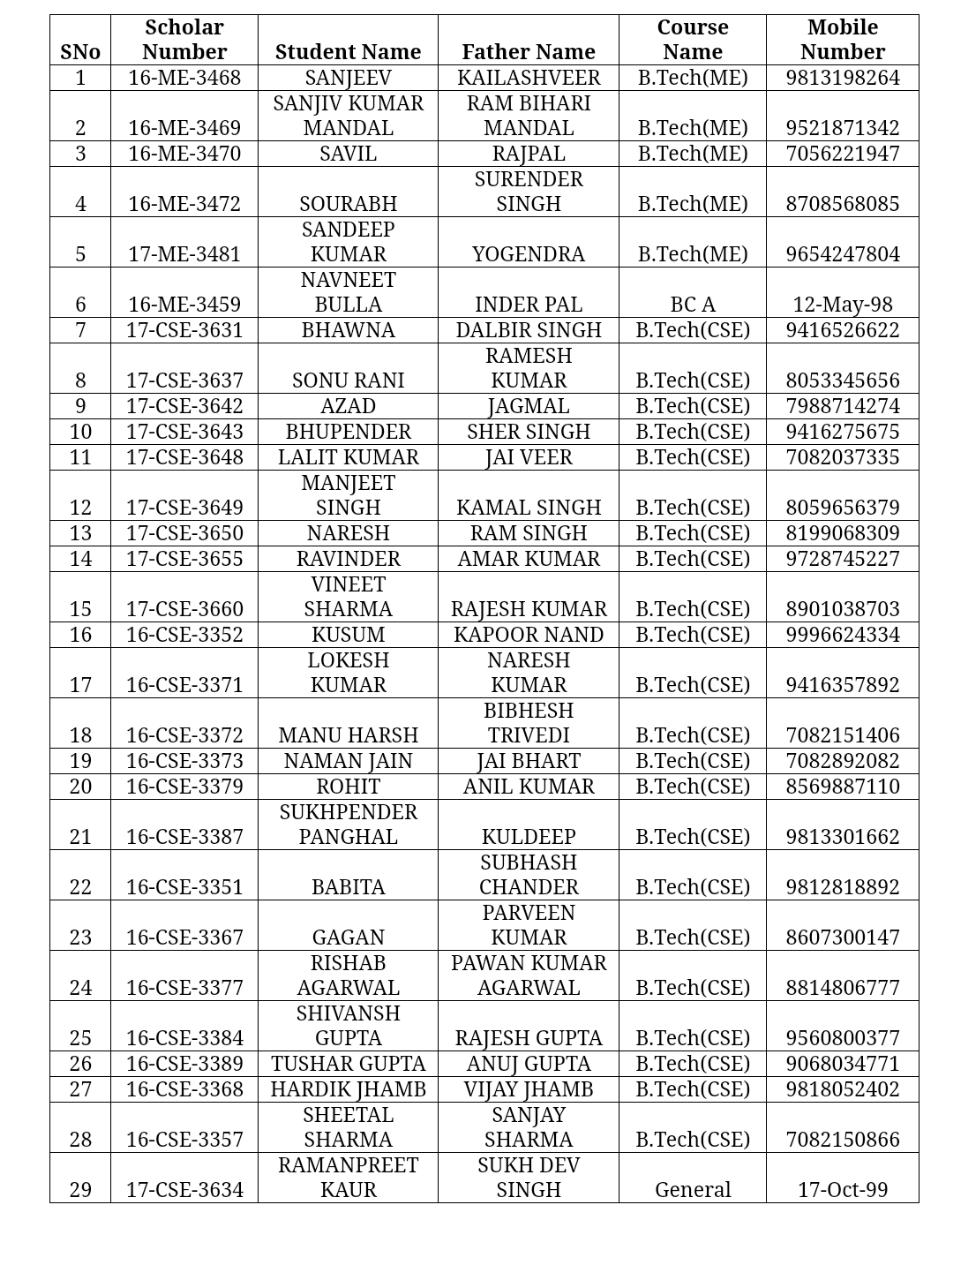 SNo Scholar Number Student Name Father Name Course Name Mobile Number
1 16-ME-3468 SANJEEV KAILASHVEER B.Tech(ME) 9813198264
2 16-ME-3469 SANJIV KUMAR MANDAL RAM BIHARI MANDAL B.Tech(ME) 9521871342
3 16-ME-3470 SAVIL RAJPAL B.Tech(ME) 7056221947
4 16-ME-3472 SOURABH SURENDER SINGH B.Tech(ME) 8708568085
5 17-ME-3481 SANDEEP KUMAR YOGENDRA B.Tech(ME) 9654247804
6 16-ME-3459 NAVNEET BULLA INDER PAL BC A 12-May-98
7 17-CSE-3631 BHAWNA DALBIR SINGH B.Tech(CSE) 9416526622
8 17-CSE-3637 SONU RANI RAMESH KUMAR B.Tech(CSE) 8053345656
9 17-CSE-3642 AZAD JAGMAL B.Tech(CSE) 7988714274
10 17-CSE-3643 BHUPENDER SHER SINGH B.Tech(CSE) 9416275675
11 17-CSE-3648 LALIT KUMAR JAI VEER B.Tech(CSE) 7082037335
12 17-CSE-3649 MANJEET SINGH KAMAL SINGH B.Tech(CSE) 8059656379
13 17-CSE-3650 NARESH RAM SINGH B.Tech(CSE) 8199068309
14 17-CSE-3655 RAVINDER AMAR KUMAR B.Tech(CSE) 9728745227
15 17-CSE-3660 VINEET SHARMA RAJESH KUMAR B.Tech(CSE) 8901038703
16 16-CSE-3352 KUSUM KAPOOR NAND B.Tech(CSE) 9996624334
17 16-CSE-3371 LOKESH KUMAR NARESH KUMAR B.Tech(CSE) 9416357892
18 16-CSE-3372 MANU HARSH BIBHESH TRIVEDI B.Tech(CSE) 7082151406
19 16-CSE-3373 NAMAN JAIN JAI BHART B.Tech(CSE) 7082892082
20 16-CSE-3379 ROHIT ANIL KUMAR B.Tech(CSE) 8569887110
21 16-CSE-3387 SUKHPENDER PANGHAL KULDEEP B.Tech(CSE) 9813301662
22 16-CSE-3351 BABITA SUBHASH CHANDER B.Tech(CSE) 9812818892
23 16-CSE-3367 GAGAN PARVEEN KUMAR B.Tech(CSE) 8607300147
24 16-CSE-3377 RISHAB AGARWAL PAWAN KUMAR AGARWAL B.Tech(CSE) 8814806777
25 16-CSE-3384 SHIVANSH GUPTA RAJESH GUPTA B.Tech(CSE) 9560800377
26 16-CSE-3389 TUSHAR GUPTA ANUJ GUPTA B.Tech(CSE) 9068034771
27 16-CSE-3368 HARDIK JHAMB VIJAY JHAMB B.Tech(CSE) 9818052402
28 16-CSE-3357 SHEETAL SHARMA SANJAY SHARMA B.Tech(CSE) 7082150866
29 17-CSE-3634 RAMANPREET KAUR SUKH DEV SINGH General 17-Oct-99